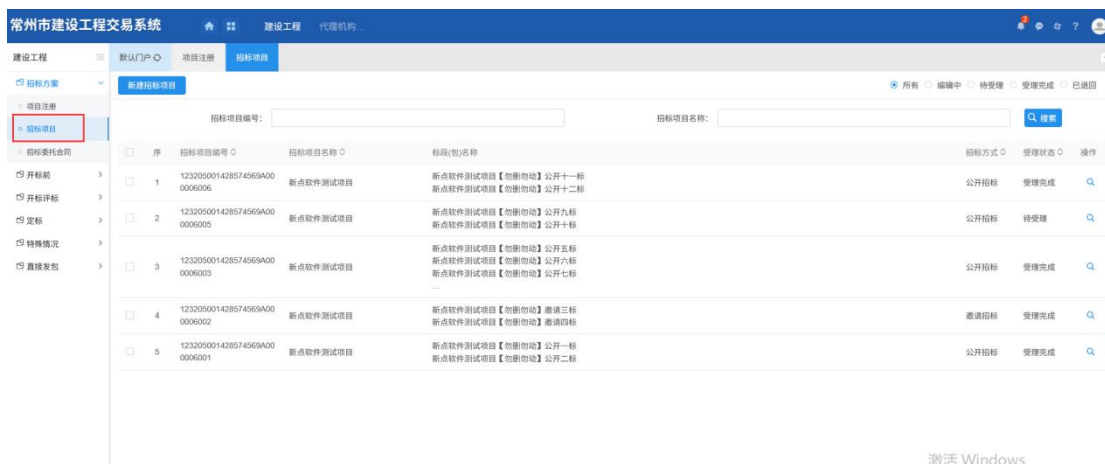 常州市建设工程交易系统
建设工程
代理机构...
2
?
建设工程
默认门户
项目注册
招标项目
招标方案
新建招标项目
所有
编辑中
待受理
受理完成
已退回
项目注册
招标项目编号：
招标项目名称：
搜索
招标项目
招标委托合同
序
招标项目编号
招标项目名称
标段(包)名称
招标方式
受理状态
操作
开标前
开标评标
定标
特殊情况
直接发包
1
123205001428574569A00
0006006
新点软件测试项目
新点软件测试项目【勿删勿动】公开十一标
新点软件测试项目【勿删勿动】公开十二标
公开招标
受理完成
2
123205001428574569A00
0006005
新点软件测试项目
新点软件测试项目【勿删勿动】公开九标
新点软件测试项目【勿删勿动】公开十标
公开招标
待受理
3
123205001428574569A00
0006003
新点软件测试项目
新点软件测试项目【勿删勿动】公开五标
新点软件测试项目【勿删勿动】公开六标
新点软件测试项目【勿删勿动】公开七标
...
公开招标
受理完成
4
123205001428574569A00
0006002
新点软件测试项目
新点软件测试项目【勿删勿动】邀请三标
新点软件测试项目【勿删勿动】邀请四标
邀请招标
受理完成
5
123205001428574569A00
0006001
新点软件测试项目
新点软件测试项目【勿删勿动】公开一标
新点软件测试项目【勿删勿动】公开二标
公开招标
受理完成
激活 Windows